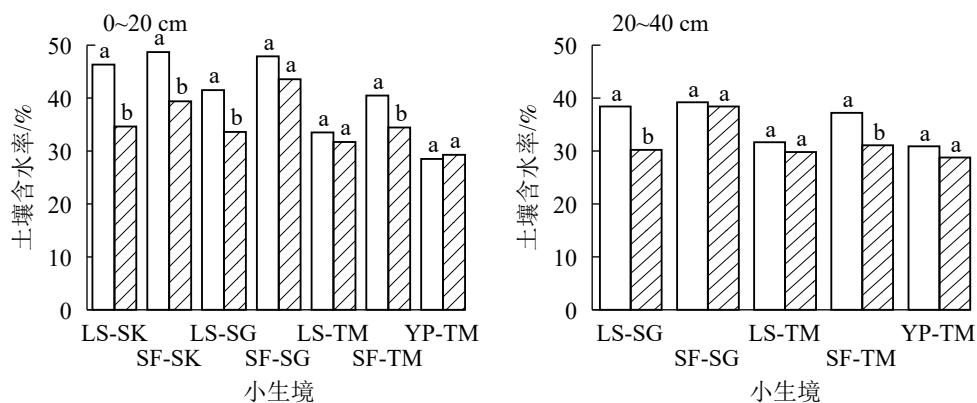 0~20 cm
土壤含水率/%
50
40
30
20
10
0
a
b
a
b
a
b
a
a
a
a
a
b
a
a
LS-SK
SF-SK
LS-SG
SF-SG
LS-TM
SF-TM
YP-TM
小生境
20~40 cm
土壤含水率/%
50
40
30
20
10
0
a
b
a
a
a
a
a
b
a
a
LS-SG
SF-SG
LS-TM
SF-TM
YP-TM
小生境